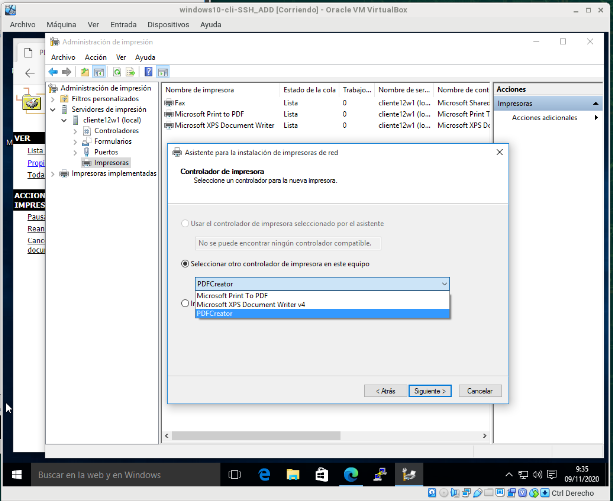 windows10-cli-SSH_ADD [Corriendo] - Oracle VM VirtualBox
Archivo Máquina Ver Entrada Dispositivos Ayuda
Administración de impresión
Archivo Acción Ver Ayuda
Administración de impresión
Filtros personalizados
Servidores de impresión
cliente12w1 (local)
Controladores
Formularios
Puertos
Impresoras
Impresoras implementadas
Nombre de impresora Estado de la cola Trabajo... Nombre de ser... Nombre de cont
Fax Lista 0 cliente12w1 (lo... Microsoft Shared
Microsoft Print to PDF Lista 0 cliente12w1 (lo... Microsoft Print T
Microsoft XPS Document Writer Lista 0 cliente12w1 (lo... Microsoft XPS Do
Acciones
Impresoras
Acciones adicionales
VER
Lista
Propi
Toda
ACCION
IMPRES
Paus
Rean
Canc
docu
Asistente para la instalación de impresoras de red
Controlador de impresora
Seleccione un controlador para la nueva impresora.
Usar el controlador de impresora seleccionado por el asistente
No se puede encontrar ningún controlador compatible.
Seleccionar otro controlador de impresora en este equipo
PDFCreator
Microsoft Print To PDF
Microsoft XPS Document Writer v4
PDFCreator
< Atrás Siguiente > Cancelar
Buscar en la web y en Windows
9:35
09/11/2020
Ctrl Derecho